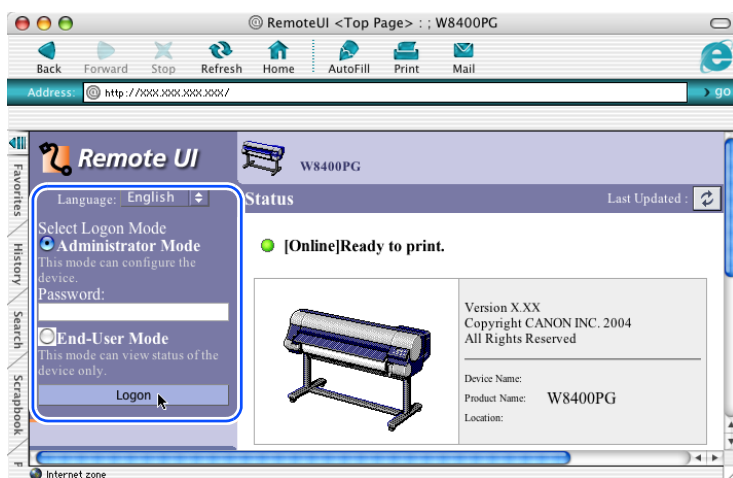 RemoteUI <Top Page> : ; W8400PG
Back Forward Stop Refresh Home AutoFill Print Mail
Address: @ http://XXX.XXX.XXX.XXX/ go
Favorites
History
Search
Scrapbook
Remote UI
Language: English
Select Logon Mode
Administrator Mode
This mode can configure the
device.
Password:
End-User Mode
This mode can view status of the
device only.
Logon
W8400PG
Status Last Updated :
[Online]Ready to print.
Version X.XX
Copyright CANON INC. 2004
All Rights Reserved
Device Name:
Product Name: W8400PG
Location:
Internet zone